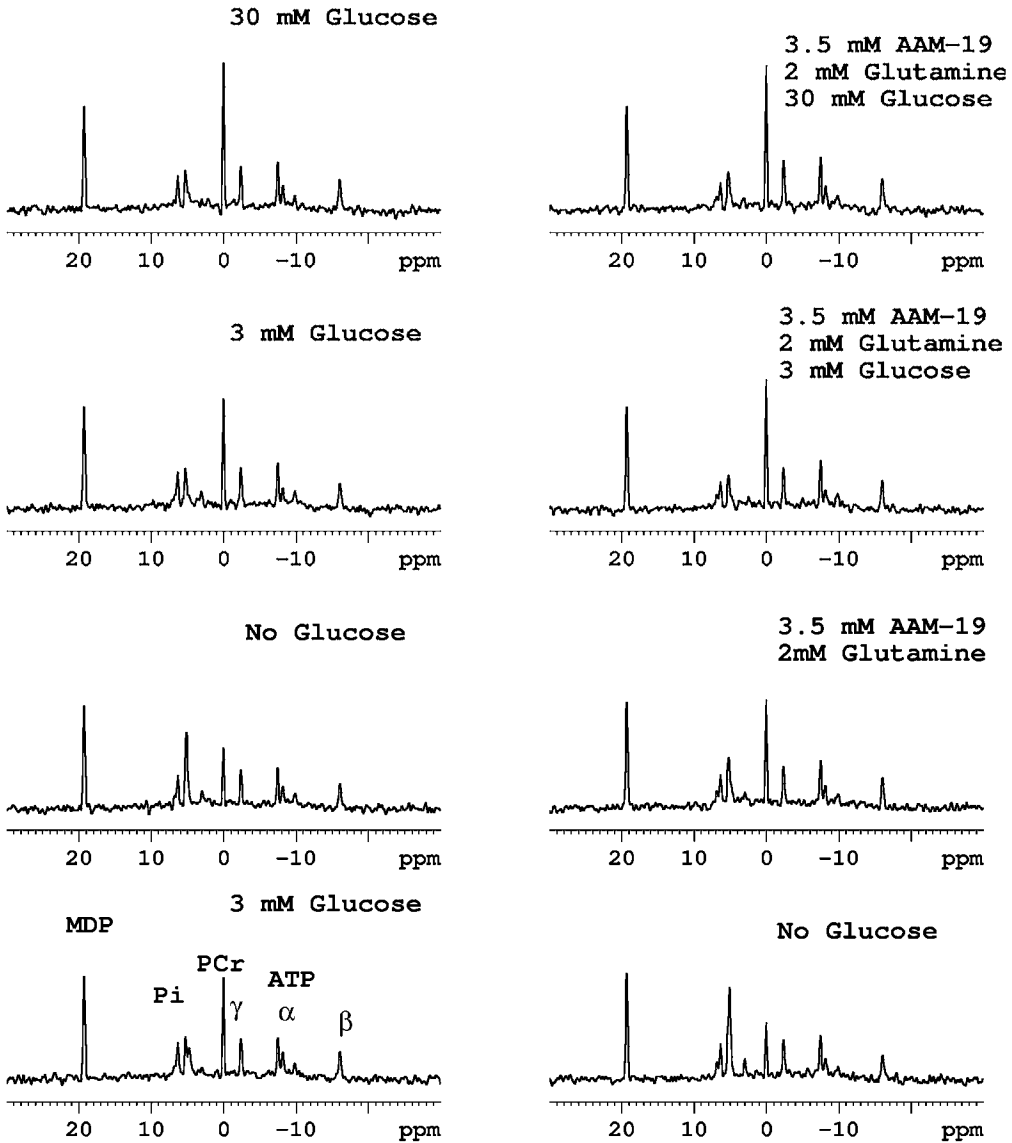 30 mM Glucose
20 10 0 −10 ppm
3.5 mM AAM−19
2 mM Glutamine
30 mM Glucose
20 10 0 −10 ppm
3 mM Glucose
20 10 0 −10 ppm
3.5 mM AAM−19
2 mM Glutamine
3 mM Glucose
20 10 0 −10 ppm
No Glucose
20 10 0 −10 ppm
3.5 mM AAM−19
2mM Glutamine
20 10 0 −10 ppm
3 mM Glucose
MDP
PCr
ATP
Pi
γ α β
20 10 0 −10 ppm
No Glucose
20 10 0 −10 ppm